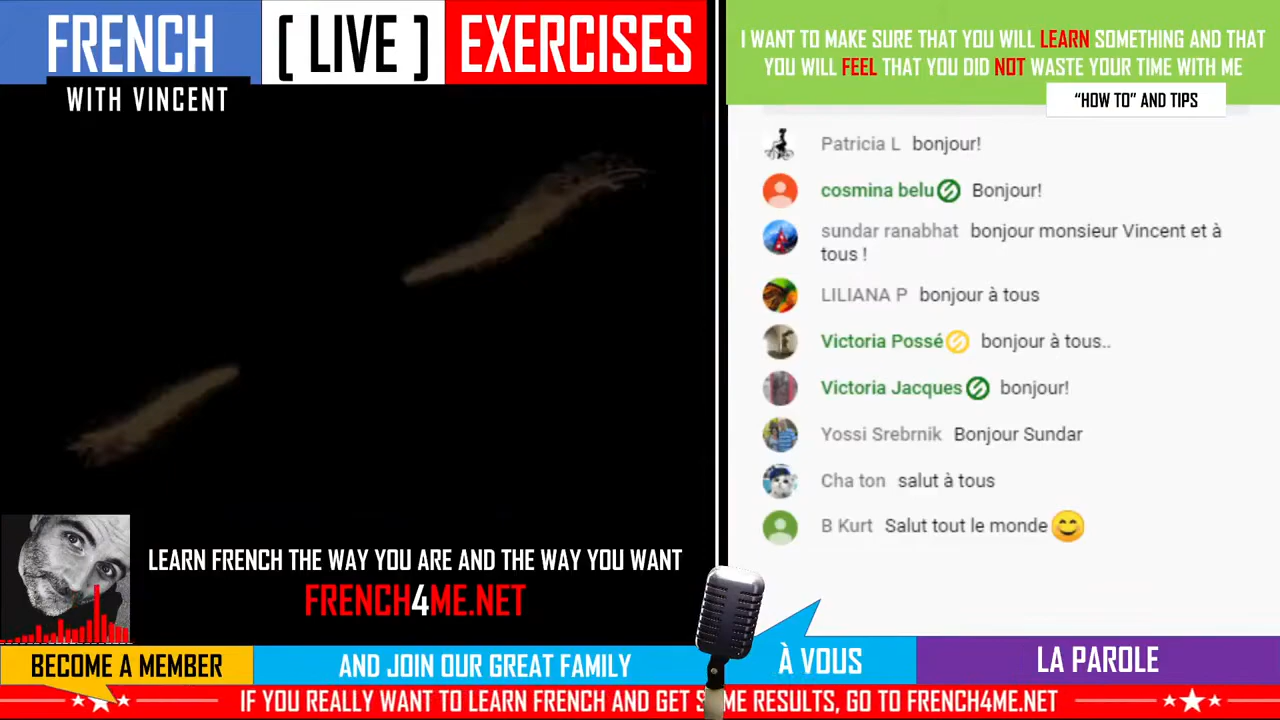 FRENCH [ LIVE ] EXERCISES
WITH VINCENT
I WANT TO MAKE SURE THAT YOU WILL LEARN SOMETHING AND THAT
YOU WILL FEEL THAT YOU DID NOT WASTE YOUR TIME WITH ME
“HOW TO” AND TIPS
Patricia L bonjour!
cosmina belu Bonjour!
sundar ranabhat bonjour monsieur Vincent et à
tous !
LILIANA P bonjour à tous
Victoria Possé bonjour à tous..
Victoria Jacques bonjour!
Yossi Srebrnik Bonjour Sundar
Cha ton salut à tous
B Kurt Salut tout le monde
LEARN FRENCH THE WAY YOU ARE AND THE WAY YOU WANT
FRENCH4ME.NET
BECOME A MEMBER AND JOIN OUR GREAT FAMILY À VOUS LA PAROLE
IF YOU REALLY WANT TO LEARN FRENCH AND GET SOME RESULTS, GO TO FRENCH4ME.NET